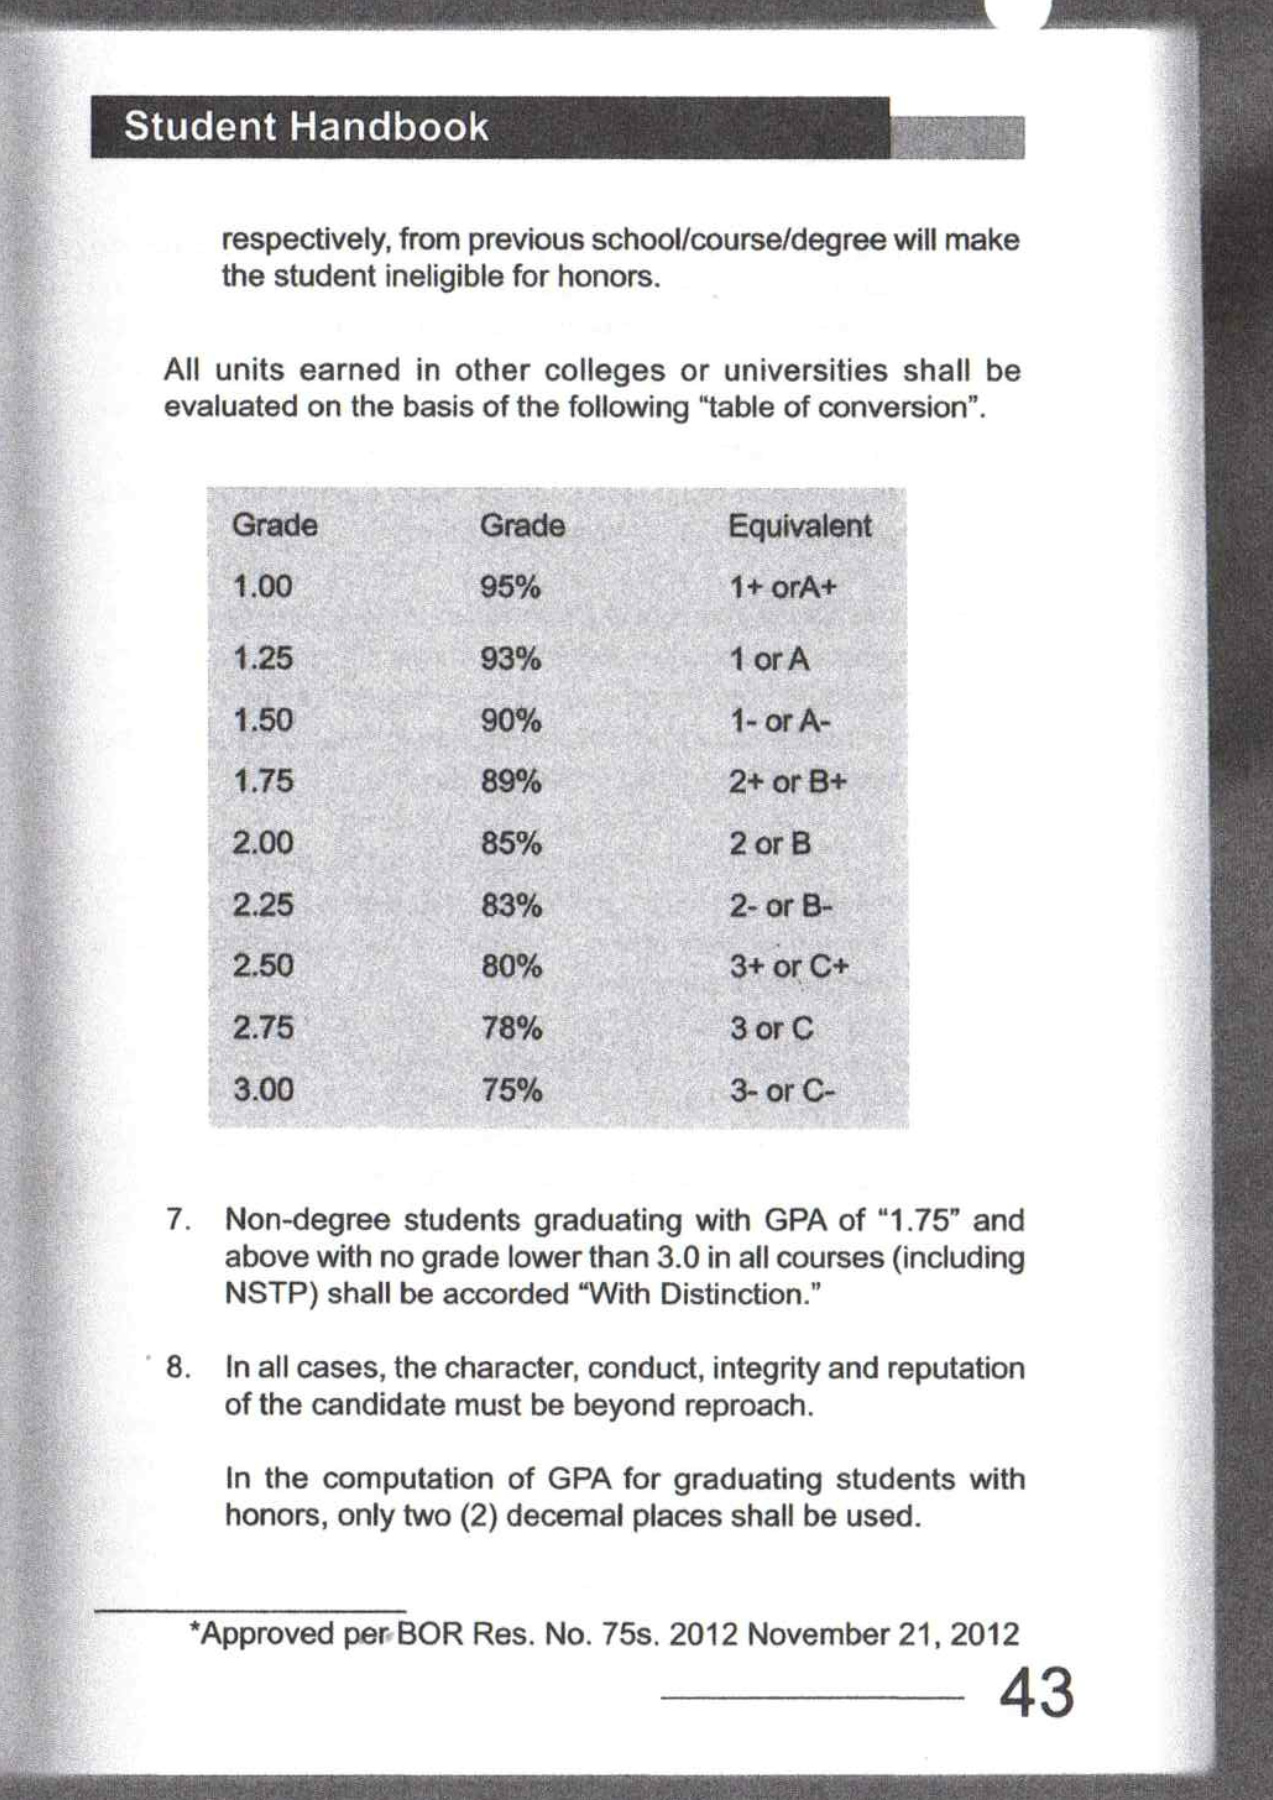 Student Handbook
respectively, from previous school/course/degree will make
the student ineligible for honors.
All units earned in other colleges or universities shall be
evaluated on the basis of the following “table of conversion”.
Grade Grade Equivalent
1.00 95% 1+ orA+
1.25 93% 1 or A
1.50 90% 1- or A-
1.75 89% 2+ or B+
2.00 85% 2 or B
2.25 83% 2- or B-
2.50 80% 3+ or C+
2.75 78% 3 or C
3.00 75% 3- or C-
7. Non-degree students graduating with GPA of “1.75” and
above with no grade lower than 3.0 in all courses (including
NSTP) shall be accorded “With Distinction.”
8. In all cases, the character, conduct, integrity and reputation
of the candidate must be beyond reproach.
In the computation of GPA for graduating students with
honors, only two (2) decemal places shall be used.
*Approved per BOR Res. No. 75s. 2012 November 21, 2012
43